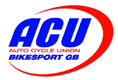 ACU
AUTO CYCLE UNION
BIKESPORT GB